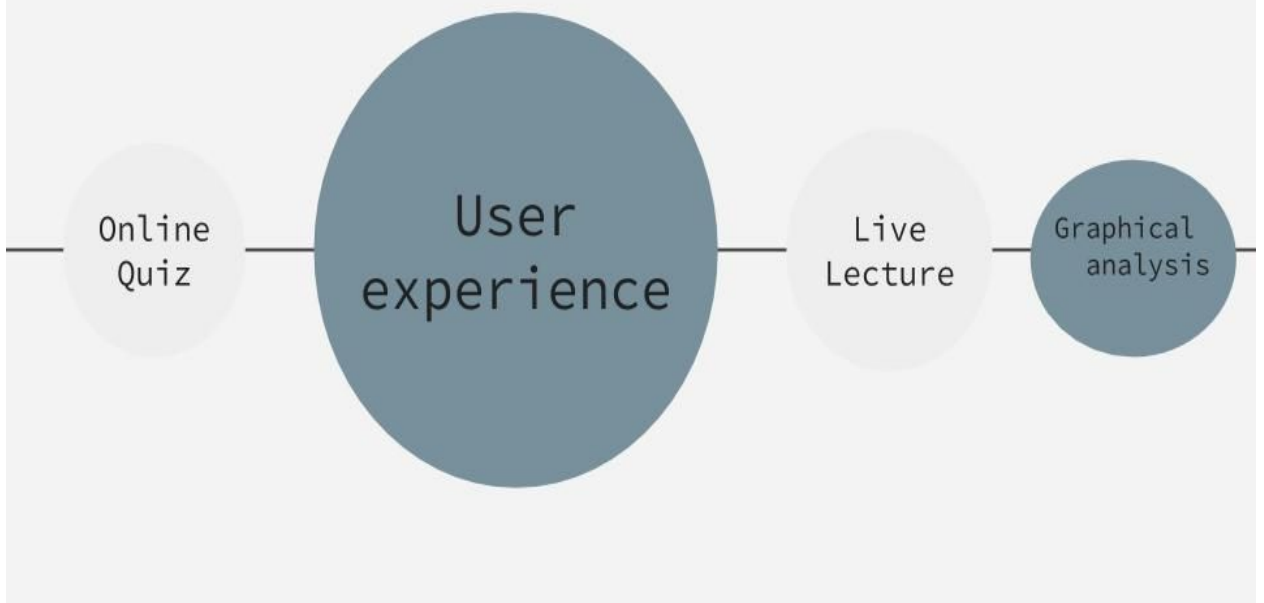 Online
Quiz
User
experience
Live
Lecture
Graphical
analysis